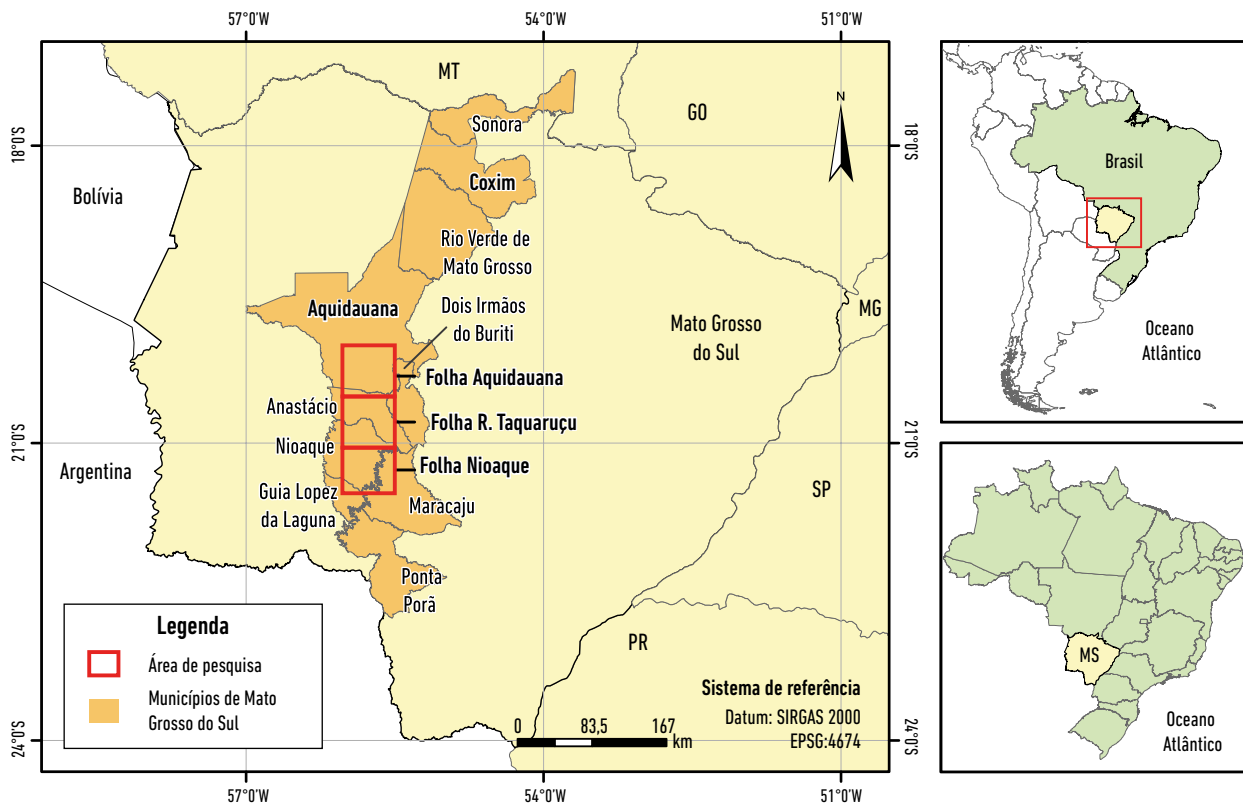 57°0'W
54°0'W
51°0'W
MT
GO
Sonora
N
18°S
18°0'S
Bolívia
Coxim
Rio Verde de
Mato Grosso
Aquidauana
Dois Irmãos
do Buriti
MG
Mato Grosso
do Sul
Folha Aquidauana
Anastácio
Folha R. Taquaruçu
21°0'S
21°0'S
Nioaque
Folha Nioaque
Argentina
Guia Lopez
da Laguna
Maracaju
SP
Ponta
Porã
Legenda
Área de pesquisa
Municípios de Mato
Grosso do Sul
PR
Sistema de referência
Datum: SIRGAS 2000
EPSG:4674
0
83,5
167
km
24°0'S
24°0'S
57°0'W
54°0'W
51°0'W
Brasil
Oceano
Atlântico
MS
Oceano
Atlântico